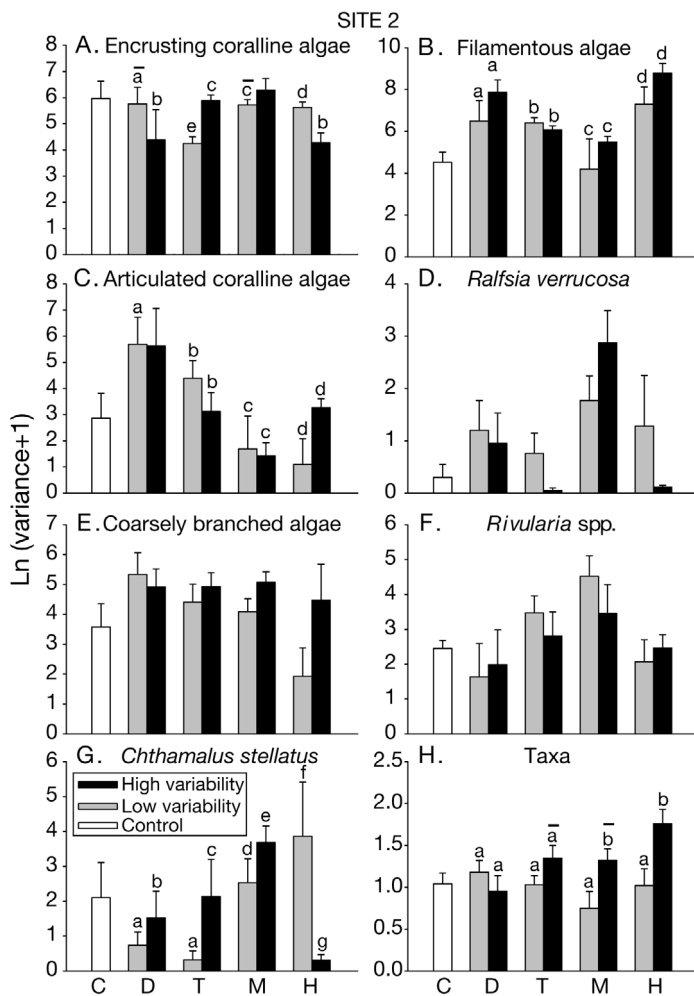 SITE 2
A. Encrusting coralline algae
8
7
6
5
4
3
2
1
0
a
b
e
c
c
d
b
B. Filamentous algae
10
8
6
4
2
0
a
a
b
b
c
c
d
d
C. Articulated coralline algae
8
7
6
5
4
3
2
1
0
a
b
b
c
c
d
d
D. Ralfsia verrucosa
4
3
2
1
0
Ln (variance+1)
E. Coarsely branched algae
7
6
5
4
3
2
1
0
F. Rivularia spp.
6
5
4
3
2
1
0
G. Chthamalus stellatus
6
5
4
3
2
1
0
High variability
Low variability
Control
a
b
a
c
d
e
f
g
C D T M H
H. Taxa
2.5
2.0
1.5
1.0
0.5
0.0
a
a
a
a
a
b
a
b
C D T M H